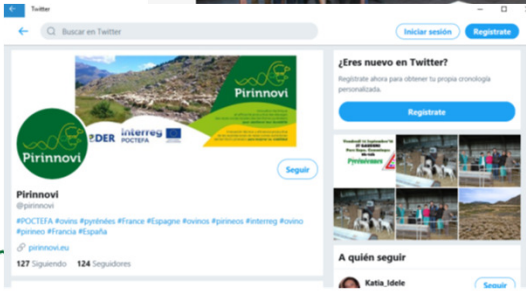 Twitter
Buscar en Twitter
Iniciar sesión
Regístrate
Pirinnovi
Pirinnovi
EDER
interreg
POCTEFA
Seguir
Pirinnovi
@pirinnovi
#POCTEFA #ovins #pyrénées #France #Espagne #ovinos #pirineos #interreg #ovino
#pirineo #Francia #España
pirinnovi.eu
127 Siguiendo 124 Seguidores
¿Eres nuevo en Twitter?
Regístrate ahora para obtener tu propia cronología
personalizada.
Regístrate
Pyrénéennes
A quién seguir
Katia_Idele
Seguir